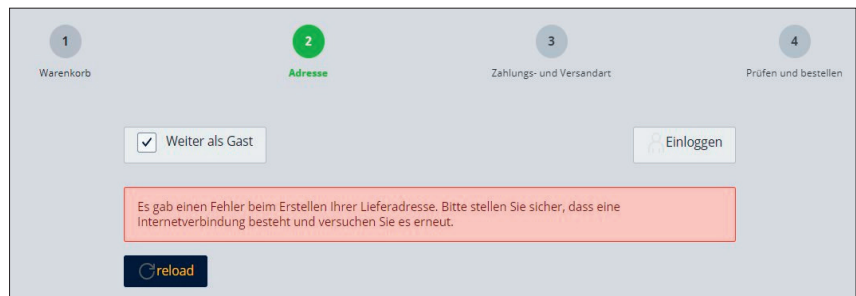 1
2
3
4
Warenkorb
Adresse
Zahlungs- und Versandart
Prüfen und bestellen
Weiter als Gast
Einloggen
Es gab einen Fehler beim Erstellen Ihrer Lieferadresse. Bitte stellen Sie sicher, dass eine
Internetverbindung besteht und versuchen Sie es erneut.
reload